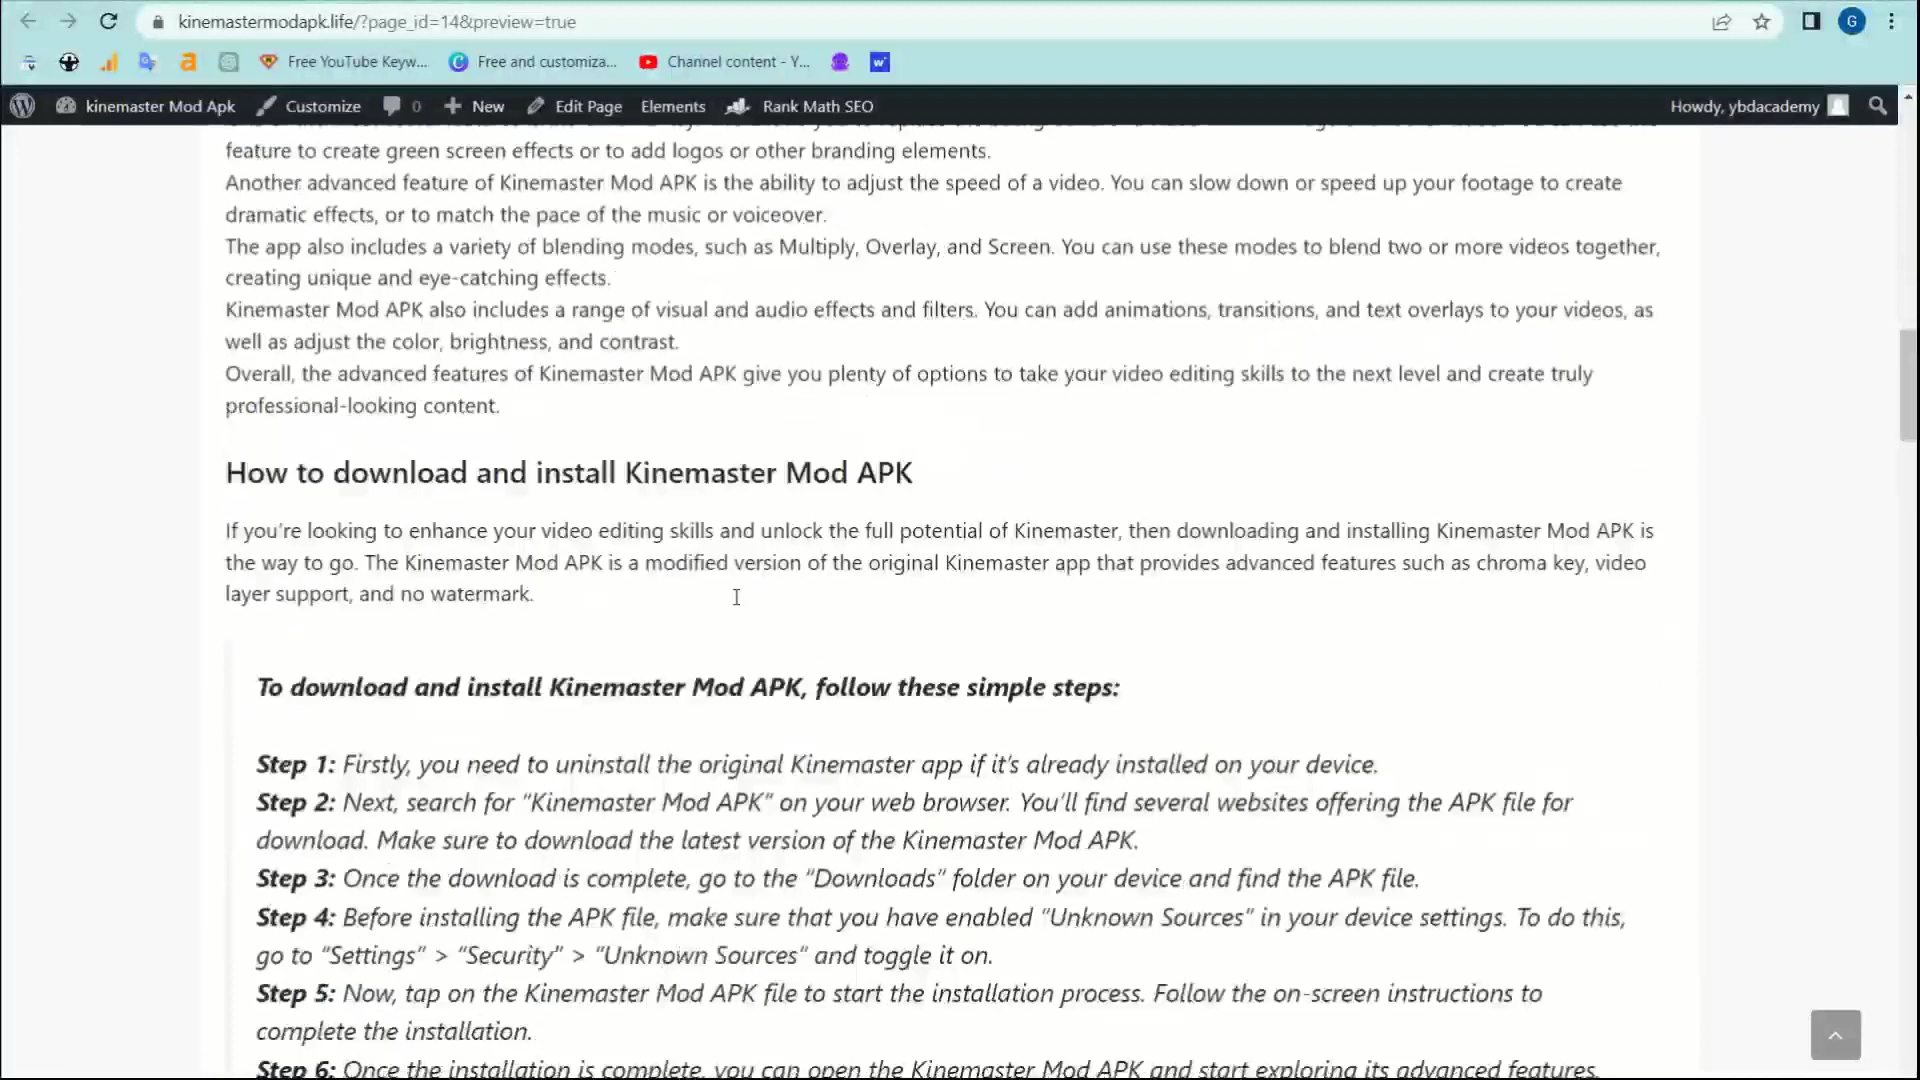 kinemastermodapk.life/?page_id=14&preview=true
G
Free YouTube Keyw...
Free and customiza...
Channel content - Y...
kinemaster Mod Apk
0
New
Customize
Edit Page
Elements
Rank Math SEO
Howdy, ybdacademy
feature to create green screen effects or to add logos or other branding elements.
Another advanced feature of Kinemaster Mod APK is the ability to adjust the speed of a video. You can slow down or speed up your footage to create
dramatic effects, or to match the pace of the music or voiceover.
The app also includes a variety of blending modes, such as Multiply, Overlay, and Screen. You can use these modes to blend two or more videos together,
creating unique and eye-catching effects.
Kinemaster Mod APK also includes a range of visual and audio effects and filters. You can add animations, transitions, and text overlays to your videos, as
well as adjust the color, brightness, and contrast.
Overall, the advanced features of Kinemaster Mod APK give you plenty of options to take your video editing skills to the next level and create truly
professional-looking content.
How to download and install Kinemaster Mod APK
If you're looking to enhance your video editing skills and unlock the full potential of Kinemaster, then downloading and installing Kinemaster Mod APK is
the way to go. The Kinemaster Mod APK is a modified version of the original Kinemaster app that provides advanced features such as chroma key, video
layer support, and no watermark.
To download and install Kinemaster Mod APK, follow these simple steps:
Step 1: Firstly, you need to uninstall the original Kinemaster app if it's already installed on your device.
Step 2: Next, search for "Kinemaster Mod APK" on your web browser. You'll find several websites offering the APK file for
download. Make sure to download the latest version of the Kinemaster Mod APK.
Step 3: Once the download is complete, go to the "Downloads" folder on your device and find the APK file.
Step 4: Before installing the APK file, make sure that you have enabled "Unknown Sources" in your device settings. To do this,
go to "Settings" > "Security" > "Unknown Sources" and toggle it on.
Step 5: Now, tap on the Kinemaster Mod APK file to start the installation process. Follow the on-screen instructions to
complete the installation.
Step 6: Once the installation is complete, you can open the Kinemaster Mod APK and start exploring its advanced features.